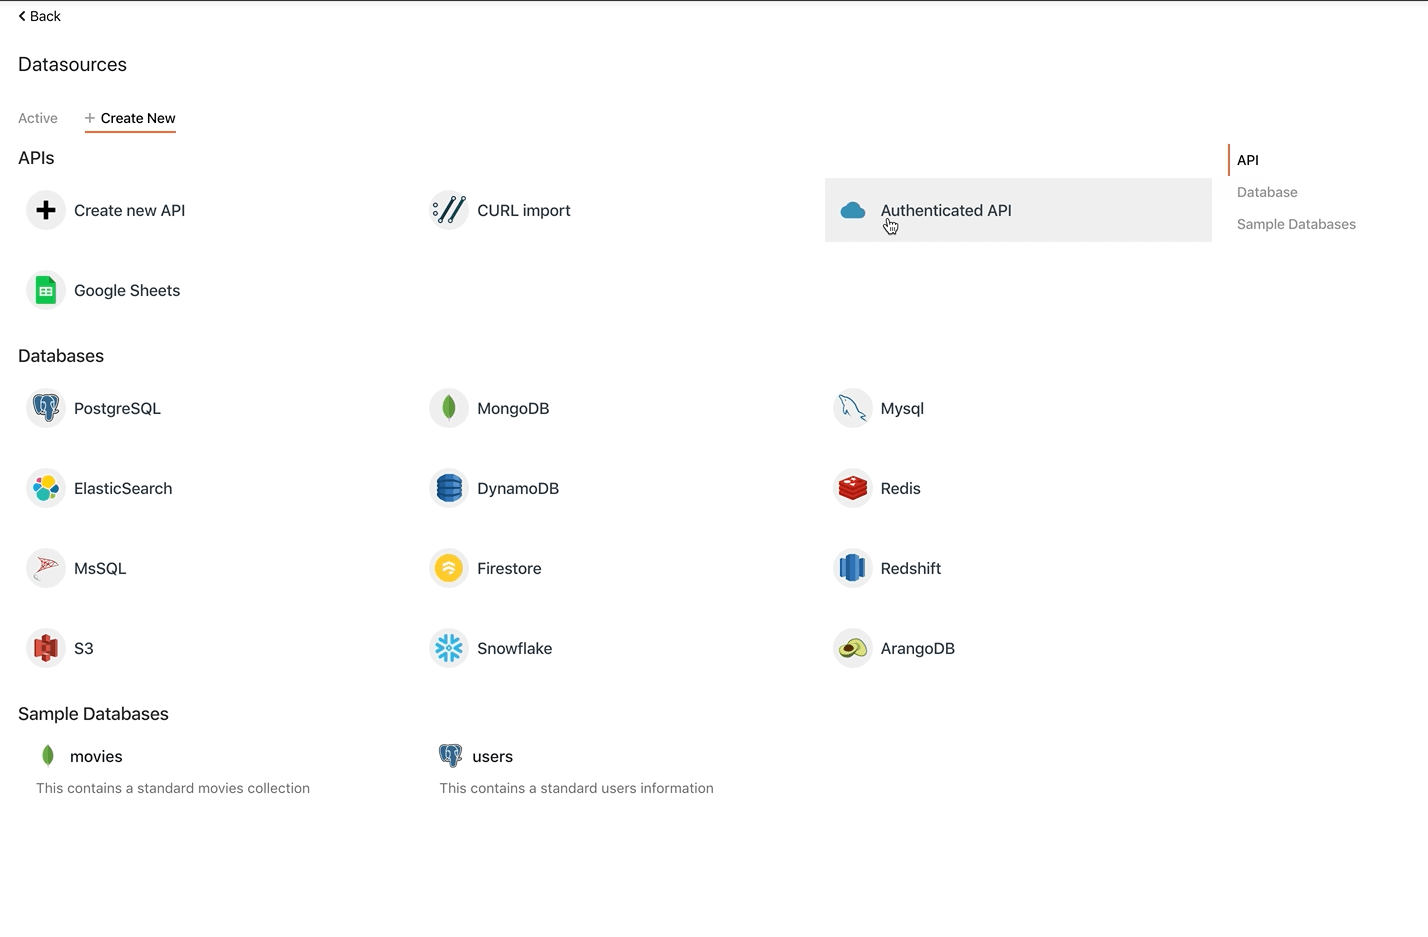 Back
Datasources
Active
Create New
APIs
Create new API
CURL import
Authenticated API
Google Sheets
Databases
PostgreSQL
MongoDB
Mysql
ElasticSearch
DynamoDB
Redis
MsSQL
Firestore
Redshift
S3
Snowflake
ArangoDB
Sample Databases
movies
This contains a standard movies collection
users
This contains a standard users information
API
Database
Sample Databases